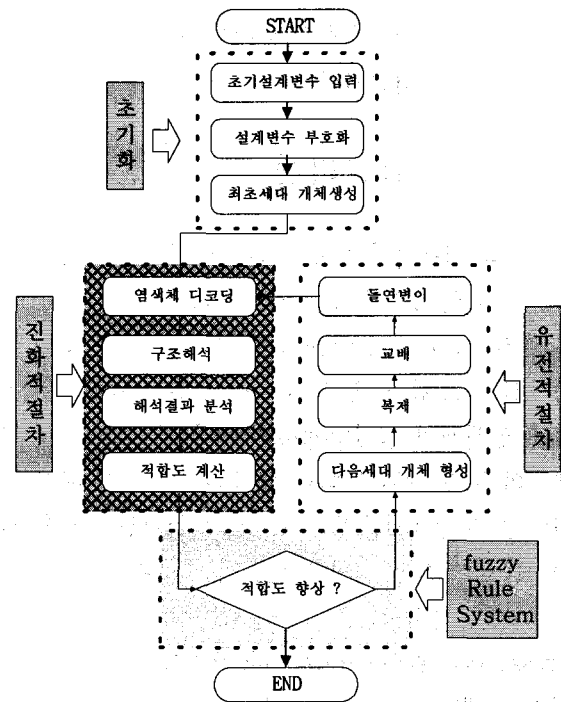 START
초기설계변수 입력
설계변수 부호화
최초세대 개체생성
초기화
염색체 디코딩
구조해석
해석결과 분석
적합도 계산
진화적절차
돌연변이
교배
복제
다음세대 개체 형성
유전적절차
적합도 향상 ?
fuzzy
Rule
System
END